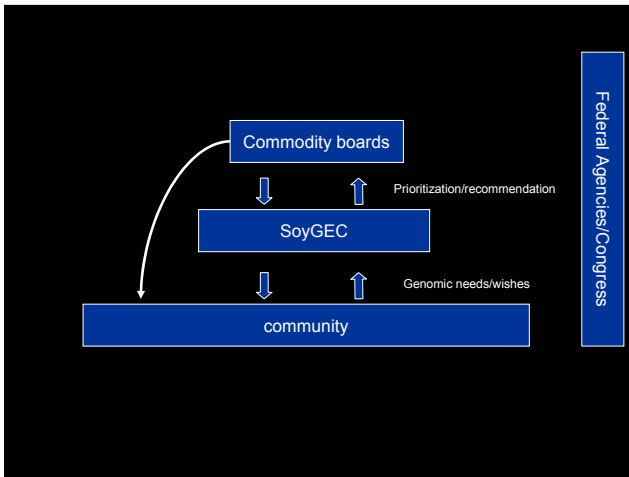 Commodity boards
Prioritization/recommendation
SoyGEC
Genomic needs/wishes
community
Federal Agencies/Congress